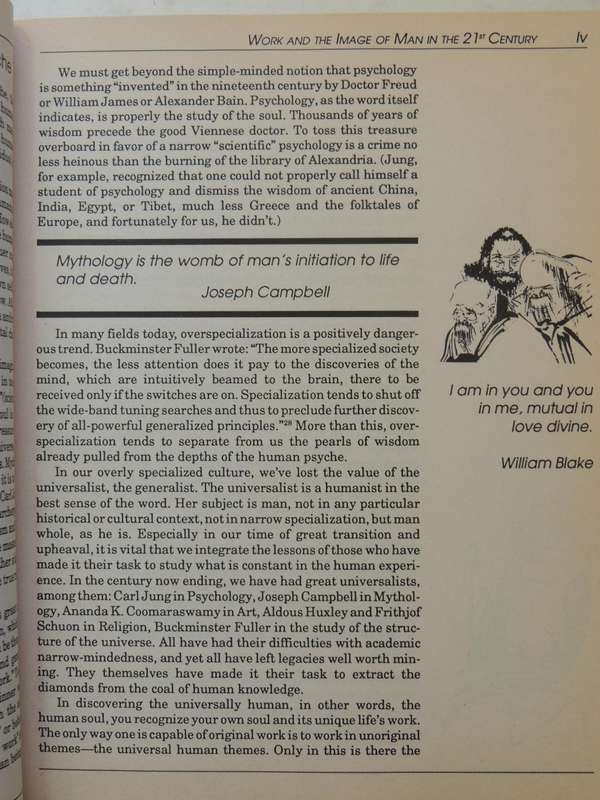 WORK AND THE IMAGE OF MAN IN THE 21ST CENTURY lv
We must get beyond the simple-minded notion that psychology
is something “invented” in the nineteenth century by Doctor Freud
or William James or Alexander Bain. Psychology, as the word itself
indicates, is properly the study of the soul. Thousands of years of
wisdom precede the good Viennese doctor. To toss this treasure
overboard in favor of a narrow “scientific” psychology is a crime no
less heinous than the burning of the library of Alexandria. (Jung,
for example, recognized that one could not properly call himself a
student of psychology and dismiss the wisdom of ancient China,
India, Egypt, or Tibet, much less Greece and the folktales of
Europe, and fortunately for us, he didn’t.)
Mythology is the womb of man’s initiation to life
and death.
Joseph Campbell
In many fields today, overspecialization is a positively danger-
ous trend. Buckminster Fuller wrote: “The more specialized society
becomes, the less attention does it pay to the discoveries of the
mind, which are intuitively beamed to the brain, there to be
received only if the switches are on. Specialization tends to shut off
the wide-band tuning searches and thus to preclude further discov-
ery of all-powerful generalized principles.”28 More than this, over-
specialization tends to separate from us the pearls of wisdom
already pulled from the depths of the human psyche.
In our overly specialized culture, we’ve lost the value of the
universalist, the generalist. The universalist is a humanist in the
best sense of the word. Her subject is man, not in any particular
historical or cultural context, not in narrow specialization, but man
whole, as he is. Especially in our time of great transition and
upheaval, it is vital that we integrate the lessons of those who have
made it their task to study what is constant in the human experi-
ence. In the century now ending, we have had great universalists,
among them: Carl Jung in Psychology, Joseph Campbell in Mythol-
ogy, Ananda K. Coomaraswamy in Art, Aldous Huxley and Frithjof
Schuon in Religion, Buckminster Fuller in the study of the struc-
ture of the universe. All have had their difficulties with academic
narrow-mindedness, and yet all have left legacies well worth min-
ing. They themselves have made it their task to extract the
diamonds from the coal of human knowledge.
In discovering the universally human, in other words, the
human soul, you recognize your own soul and its unique life’s work.
The only way one is capable of original work is to work in unoriginal
themes—the universal human themes. Only in this is there the
I am in you and you
in me, mutual in
love divine.
William Blake